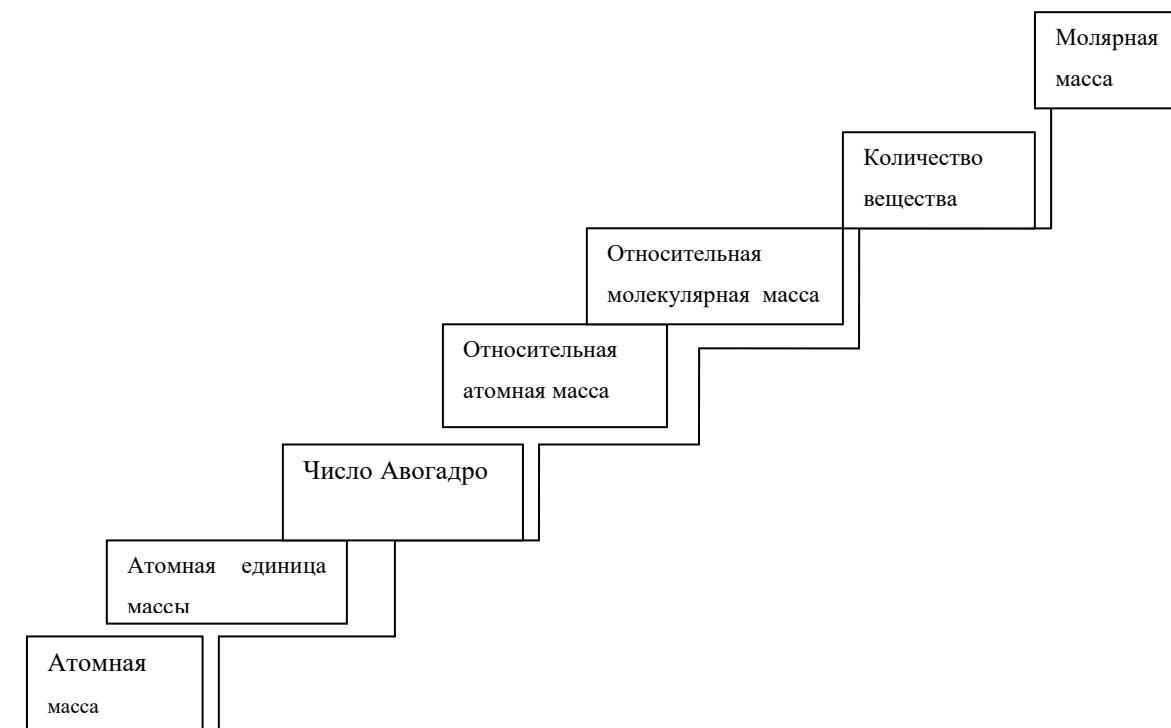 Молярная
масса
Количество
вещества
Относительная
молекулярная масса
Относительная
атомная масса
Число Авогадро
Атомная единица
массы
Атомная
масса